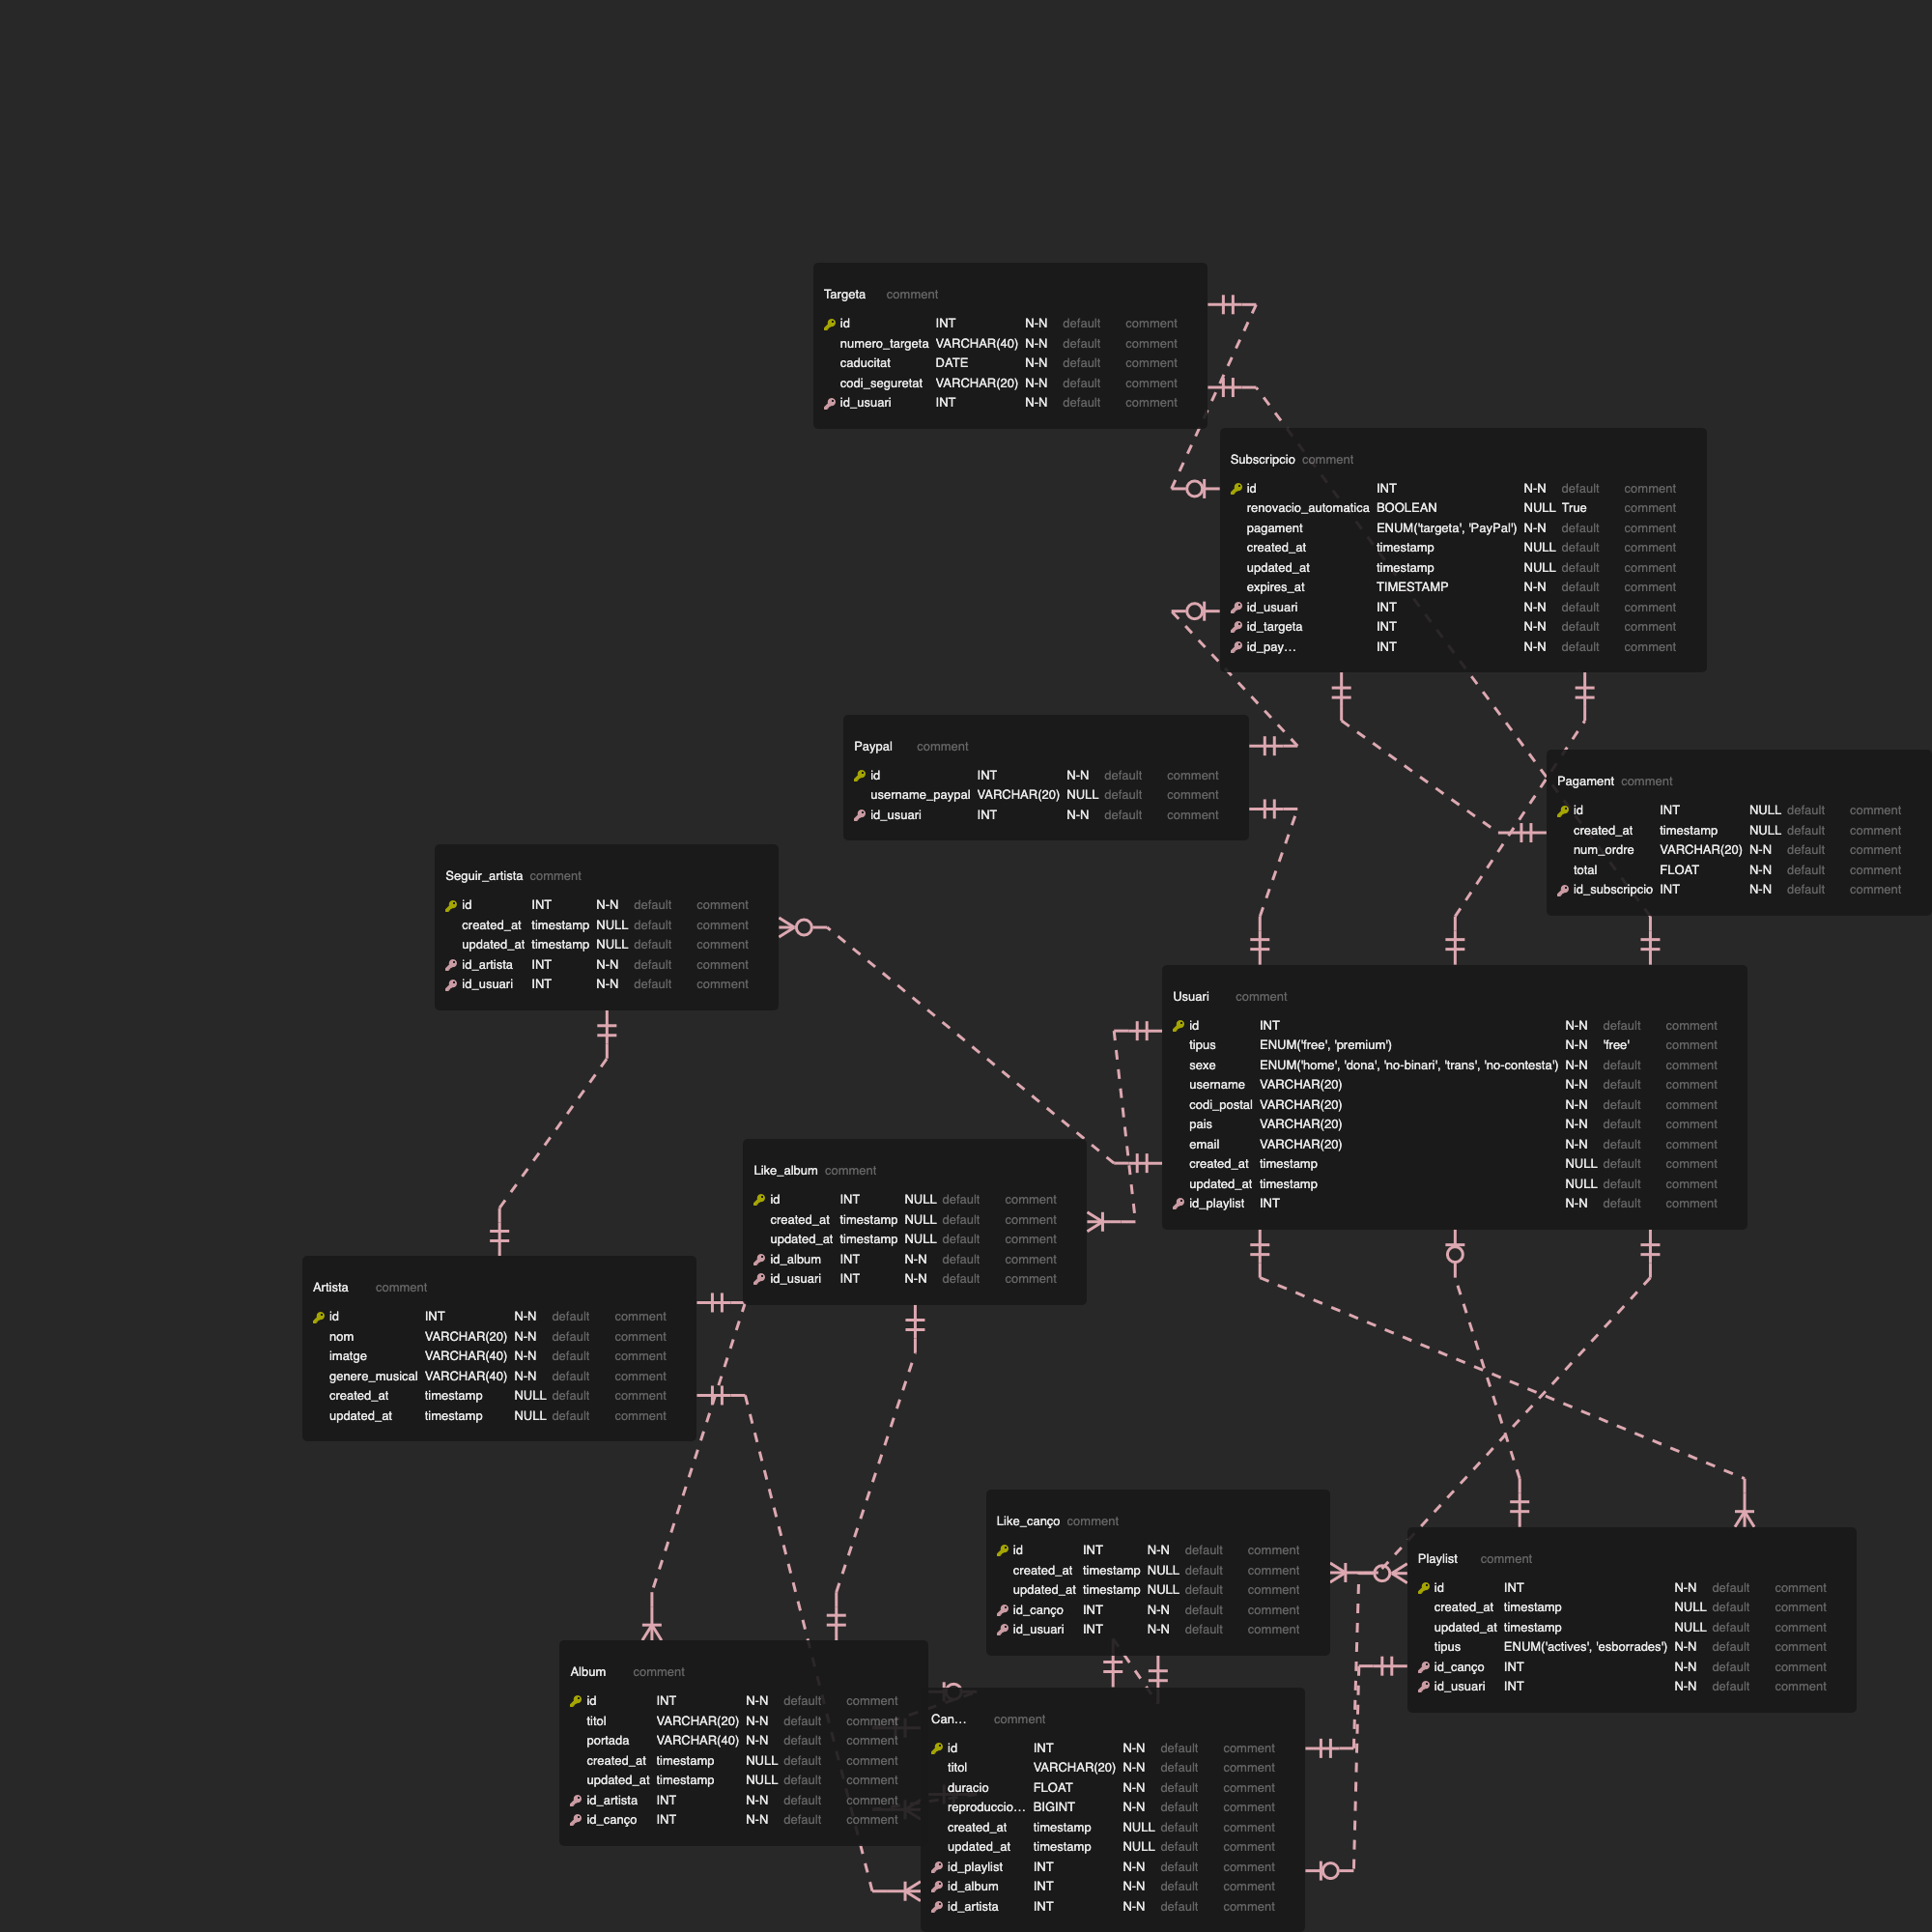 Targeta comment
id INT N-N default comment
numero_targeta VARCHAR(40) N-N default comment
caducitat DATE N-N default comment
codi_seguretat VARCHAR(20) N-N default comment
id_usuari INT N-N default comment
Subscripcio comment
id INT N-N default comment
renovacio_automatica BOOLEAN NULL True comment
pagament ENUM('targeta', 'PayPal') N-N default comment
created_at timestamp NULL default comment
updated_at timestamp NULL default comment
expires_at TIMESTAMP N-N default comment
id_usuari INT N-N default comment
id_targeta INT N-N default comment
id_pay… INT N-N default comment
Paypal comment
id INT N-N default comment
username_paypal VARCHAR(20) NULL default comment
id_usuari INT N-N default comment
Pagament comment
id INT NULL default comment
created_at timestamp NULL default comment
num_ordre VARCHAR(20) N-N default comment
total FLOAT N-N default comment
id_subscripcio INT N-N default comment
Seguir_artista comment
id INT N-N default comment
created_at timestamp NULL default comment
updated_at timestamp NULL default comment
id_artista INT N-N default comment
id_usuari INT N-N default comment
Usuari comment
id INT N-N default comment
tipus ENUM('free', 'premium') N-N 'free' comment
sexe ENUM('home', 'dona', 'no-binari', 'trans', 'no-contesta') N-N default comment
username VARCHAR(20) N-N default comment
codi_postal VARCHAR(20) N-N default comment
pais VARCHAR(20) N-N default comment
email VARCHAR(20) N-N default comment
created_at timestamp NULL default comment
updated_at timestamp NULL default comment
id_playlist INT N-N default comment
Like_album comment
id INT NULL default comment
created_at timestamp NULL default comment
updated_at timestamp NULL default comment
id_album INT N-N default comment
id_usuari INT N-N default comment
Artista comment
id INT N-N default comment
nom VARCHAR(20) N-N default comment
imatge VARCHAR(40) N-N default comment
genere_musical VARCHAR(40) N-N default comment
created_at timestamp NULL default comment
updated_at timestamp NULL default comment
Like_canço comment
id INT N-N default comment
created_at timestamp NULL default comment
updated_at timestamp NULL default comment
id_canço INT N-N default comment
id_usuari INT N-N default comment
Playlist comment
id INT N-N default comment
created_at timestamp NULL default comment
updated_at timestamp NULL default comment
tipus ENUM('actives', 'esborrades') N-N default comment
id_canço INT N-N default comment
id_usuari INT N-N default comment
Album comment
id INT N-N default comment
titol VARCHAR(20) N-N default comment
portada VARCHAR(40) N-N default comment
created_at timestamp NULL default comment
updated_at timestamp NULL default comment
id_artista INT N-N default comment
id_canço INT N-N default comment
Can… comment
id INT N-N default comment
titol VARCHAR(20) N-N default comment
duracio FLOAT N-N default comment
reproduccio… BIGINT N-N default comment
created_at timestamp NULL default comment
updated_at timestamp NULL default comment
id_playlist INT N-N default comment
id_album INT N-N default comment
id_artista INT N-N default comment